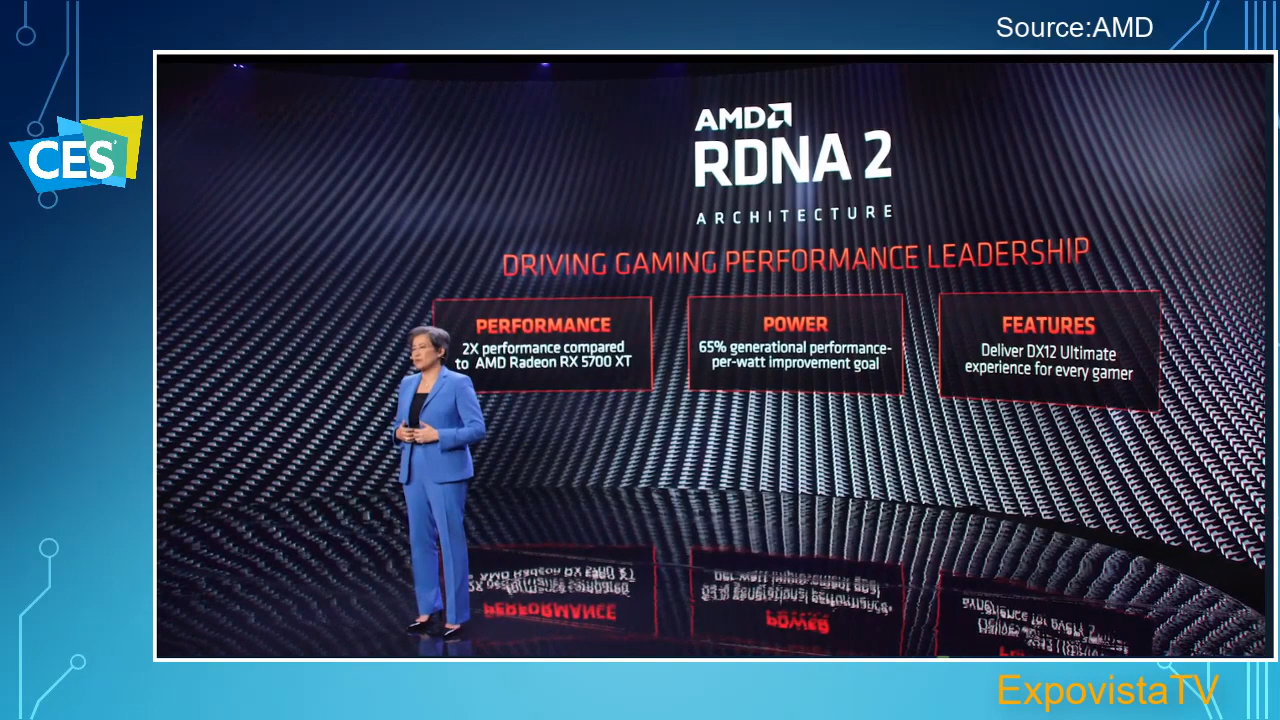 Source:AMD
CES
AMD
RDNA 2
ARCHITECTURE
DRIVING GAMING PERFORMANCE LEADERSHIP
PERFORMANCE
2X performance compared
to AMD Radeon RX 5700 XT
POWER
65% generational performance-
per-watt improvement goal
FEATURES
Deliver DX12 Ultimate
experience for every gamer
ExpovistaTV